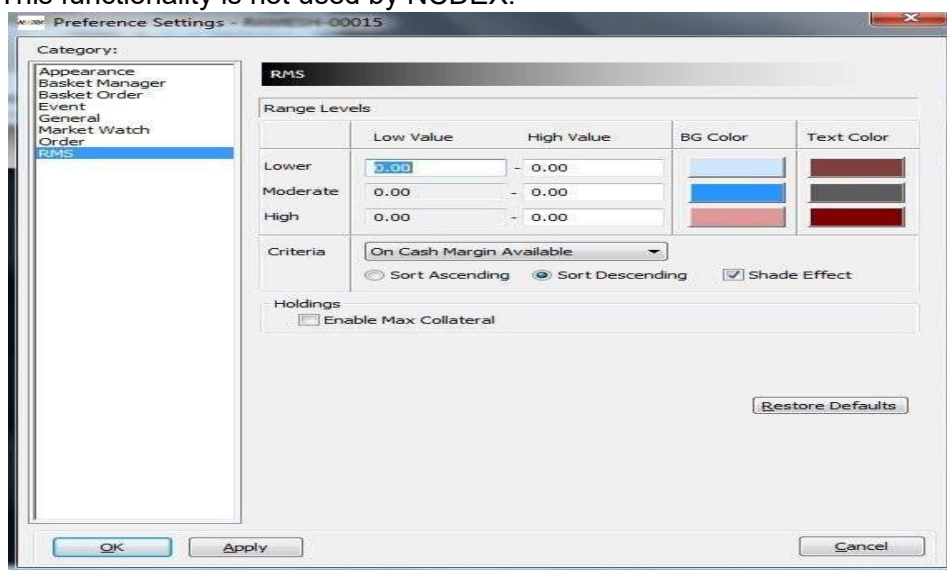 This functionality is not used by NCDEX.
Preference Settings - 00015
Category:
Appearance
Basket Manager
Basket Order
Event
General
Market Watch
Order
RMS
RMS
Range Levels
Low Value High Value BG Color Text Color
Lower 0.00 - 0.00
Moderate 0.00 - 0.00
High 0.00 - 0.00
Criteria On Cash Margin Available
Sort Ascending Sort Descending Shade Effect
Holdings
Enable Max Collateral
Restore Defaults
OK Apply Cancel